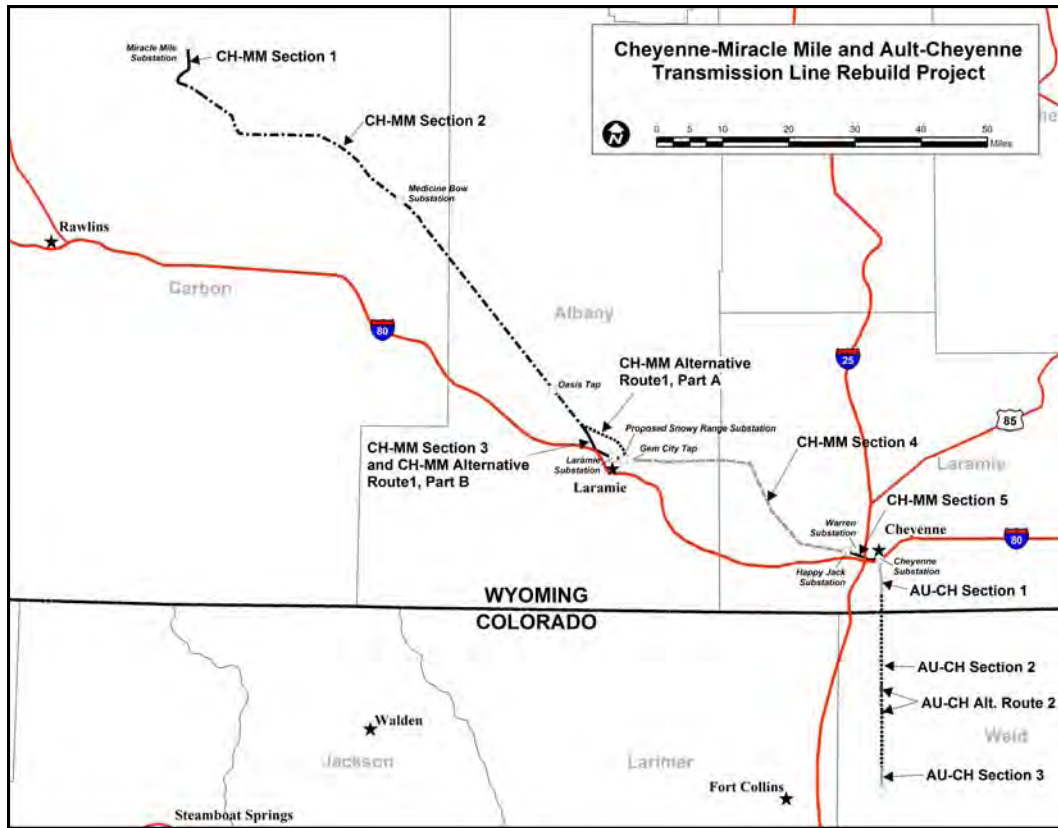 Cheyenne-Miracle Mile and Ault-Cheyenne
Transmission Line Rebuild Project
N
0 5 10 20 30 40 50
Miles
Miracle Mile
Substation
CH-MM Section 1
CH-MM Section 2
Medicine Bow
Substation
Rawlins
Carbon
80
Albany
25
Oasis Tap
CH-MM Alternative
Route1, Part A
85
Proposed Snowy Range Substation
CH-MM Section 3
and CH-MM Alternative
Route1, Part B
Gem City Tap
Laramie
Substation
Laramie
CH-MM Section 4
Laramie
CH-MM Section 5
Warren
Substation
Cheyenne
80
Happy Jack
Substation
Cheyenne
Substation
AU-CH Section 1
WYOMING
COLORADO
AU-CH Section 2
AU-CH Alt. Route 2
Walden
Weld
Jackson
Larimer
AU-CH Section 3
Fort Collins
Steamboat Springs